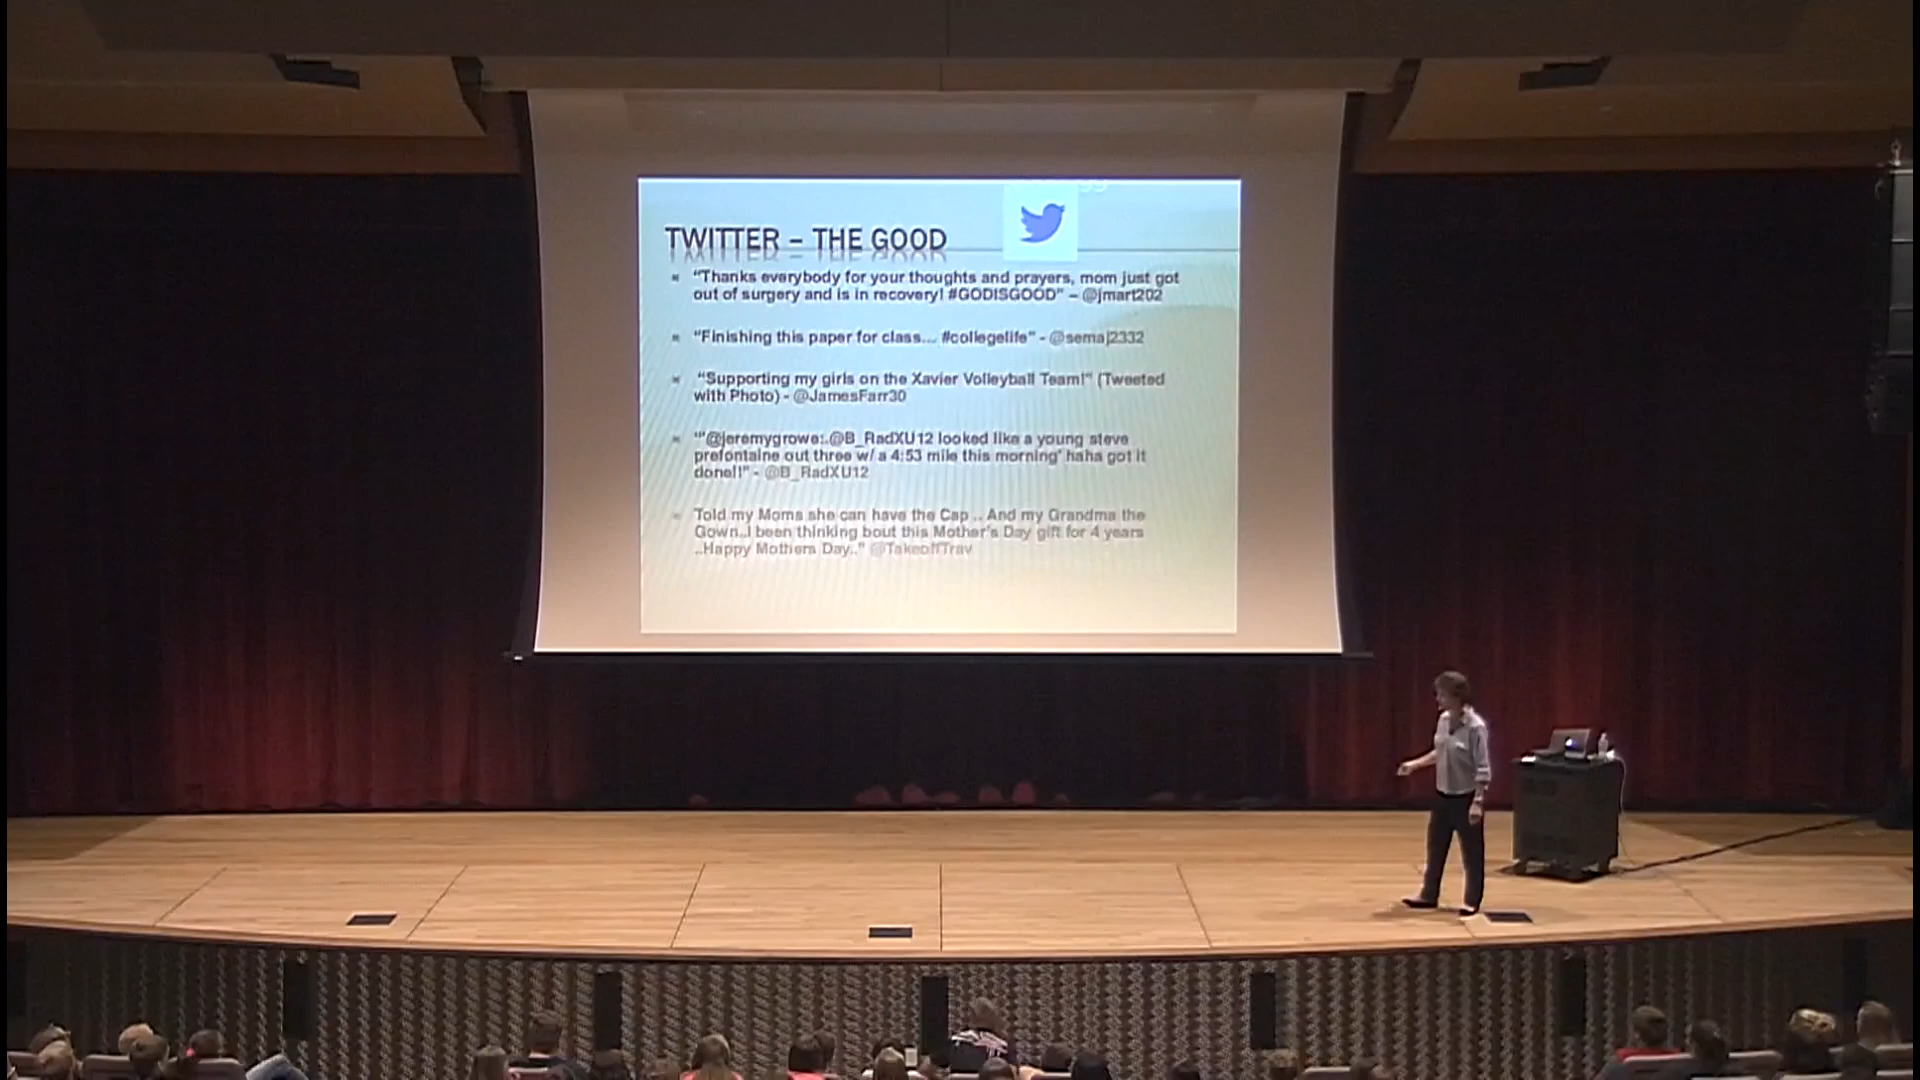 TWITTER – THE GOOD
"Thanks everybody for your thoughts and prayers, mom just got
out of surgery and is in recovery! #GODISGOOD" – @jmart202
"Finishing this paper for class... #collegelife" - @semaj2332
"Supporting my girls on the Xavier Volleyball Team!" (Tweeted
with Photo) - @JamesFarr30
"'@jeremygrowe:.@B_RadXU12 looked like a young steve
prefontaine out three w/ a 4:53 mile this morning' haha got it
done!!" - @B_RadXU12
Told my Moms she can have the Cap .. And my Grandma the
Gown..I been thinking bout this Mother's Day gift for 4 years
..Happy Mothers Day.." @TakeoffTrav